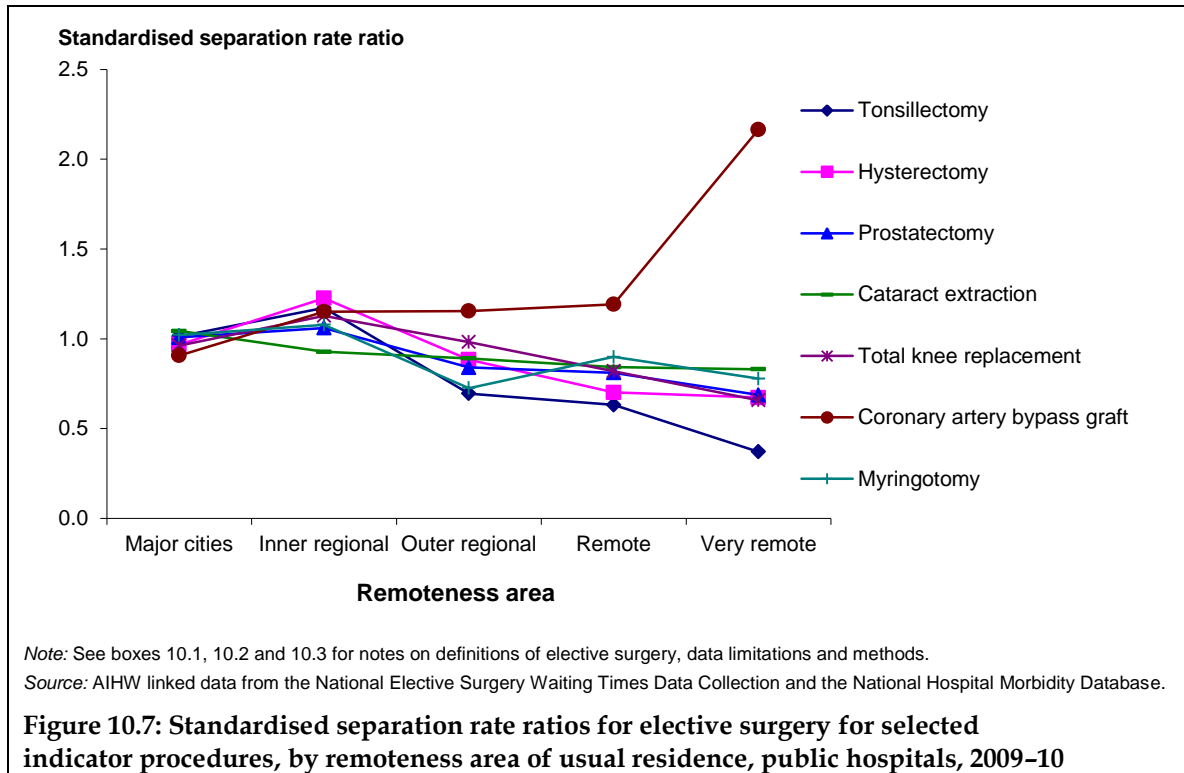 Standardised separation rate ratio
2.5
2.0
1.5
1.0
0.5
0.0
Major cities
Inner regional
Outer regional
Remote
Very remote
Remoteness area
Tonsillectomy
Hysterectomy
Prostatectomy
Cataract extraction
Total knee replacement
Coronary artery bypass graft
Myringotomy
Note: See boxes 10.1, 10.2 and 10.3 for notes on definitions of elective surgery, data limitations and methods.
Source: AIHW linked data from the National Elective Surgery Waiting Times Data Collection and the National Hospital Morbidity Database.
Figure 10.7: Standardised separation rate ratios for elective surgery for selected
indicator procedures, by remoteness area of usual residence, public hospitals, 2009–10